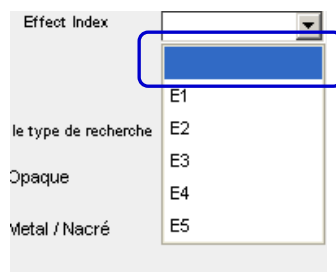 Effect Index
E1
le type de recherche
E2
E3
Opaque
E4
Metal / Nacré
E5